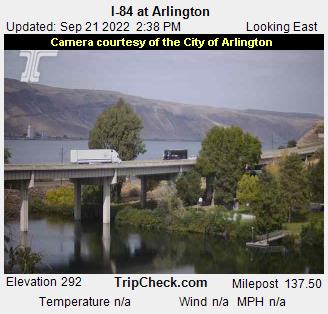 I-84 at Arlington
Updated: Sep 21 2022 2:38 PM Looking East
Camera courtesy of the City of Arlington
Elevation 292 TripCheck.com Milepost 137.50
Temperature n/a Wind n/a MPH n/a